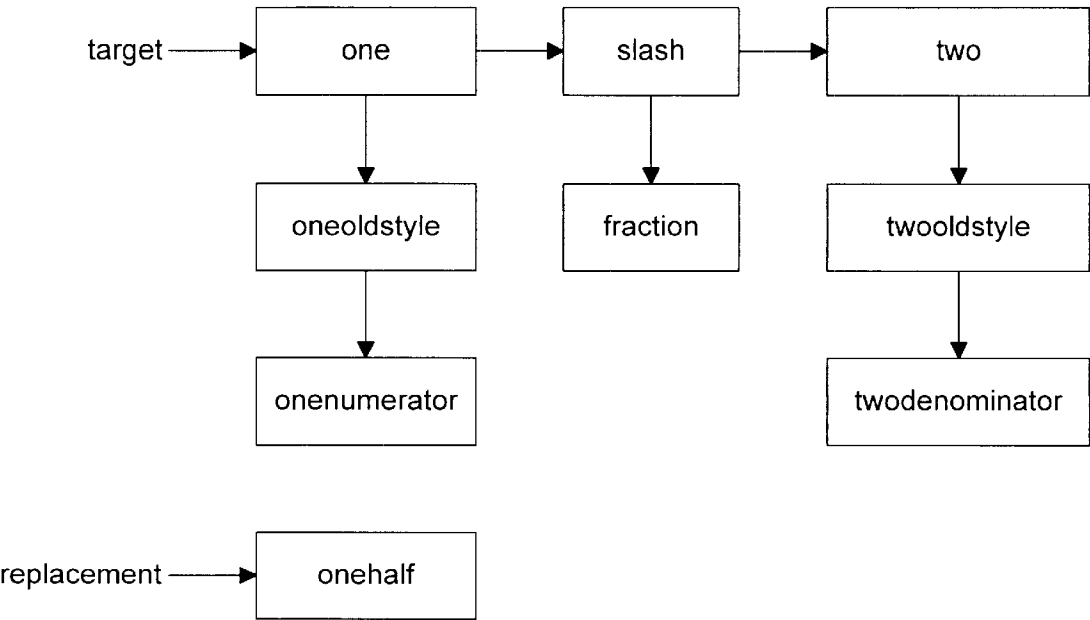 target one slash two
oneoldstyle fraction twooldstyle
onenumerator twodenominator
replacement onehalf